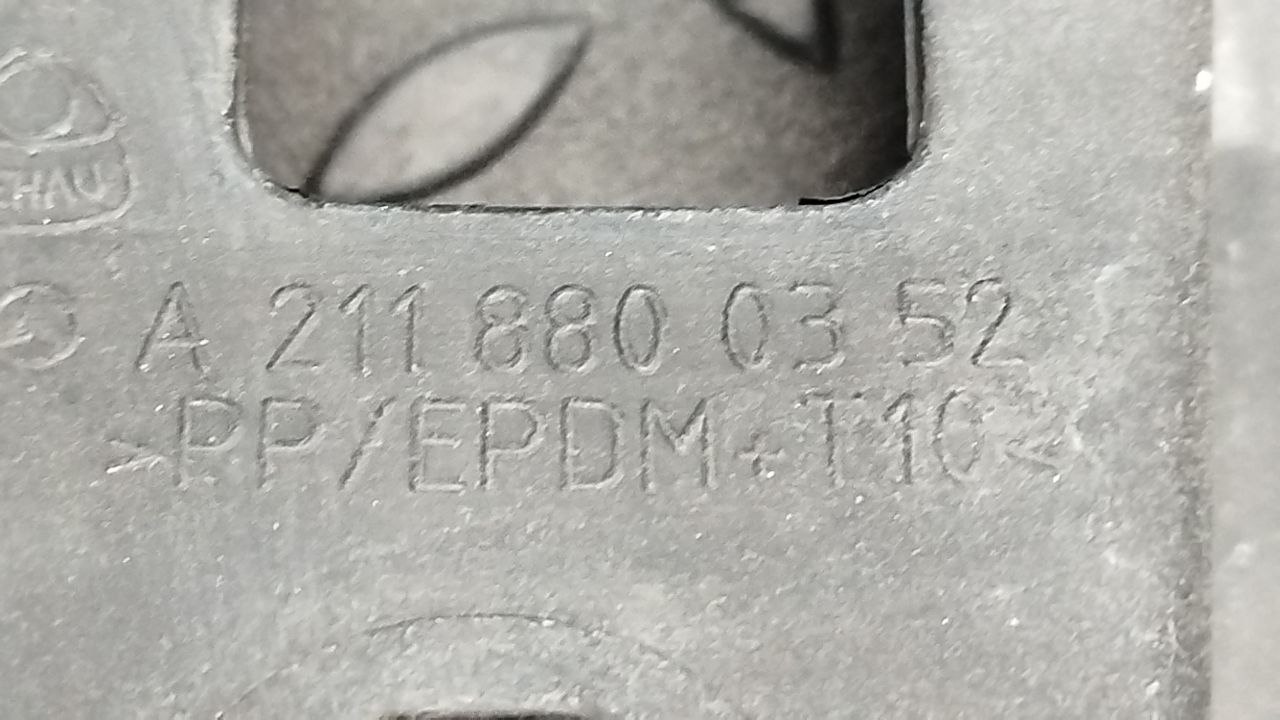 EHAU
A 211 880 03 52
>PP/EPDM+T10<